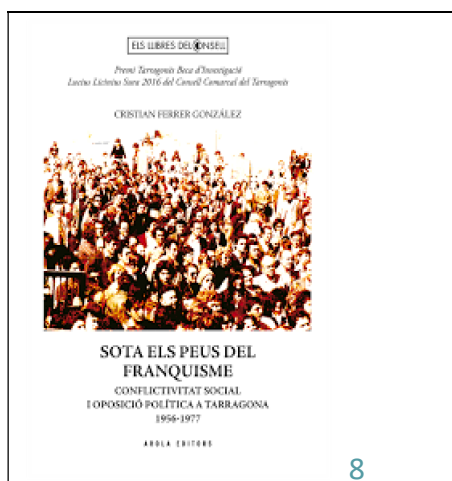 ELS LLIBRES DEL CONSELL
Premi Tarragonès Beca d'Investigació
Lucius Licinius Sura 2016 del Consell Comarcal del Tarragonès
CRISTIAN FERRER GONZÁLEZ
SOTA ELS PEUS DEL
FRANQUISME
CONFLICTIVITAT SOCIAL
I OPOSICIÓ POLÍTICA A TARRAGONA
1956-1977
AROLA EDITORS
8